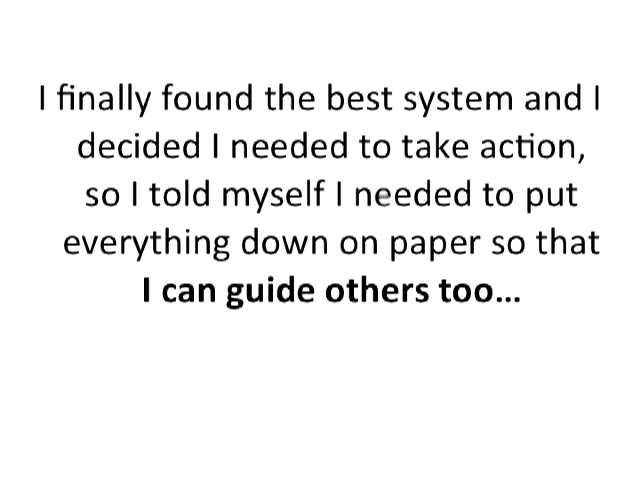 I finally found the best system and I
decided I needed to take action,
so I told myself I needed to put
everything down on paper so that
I can guide others too...